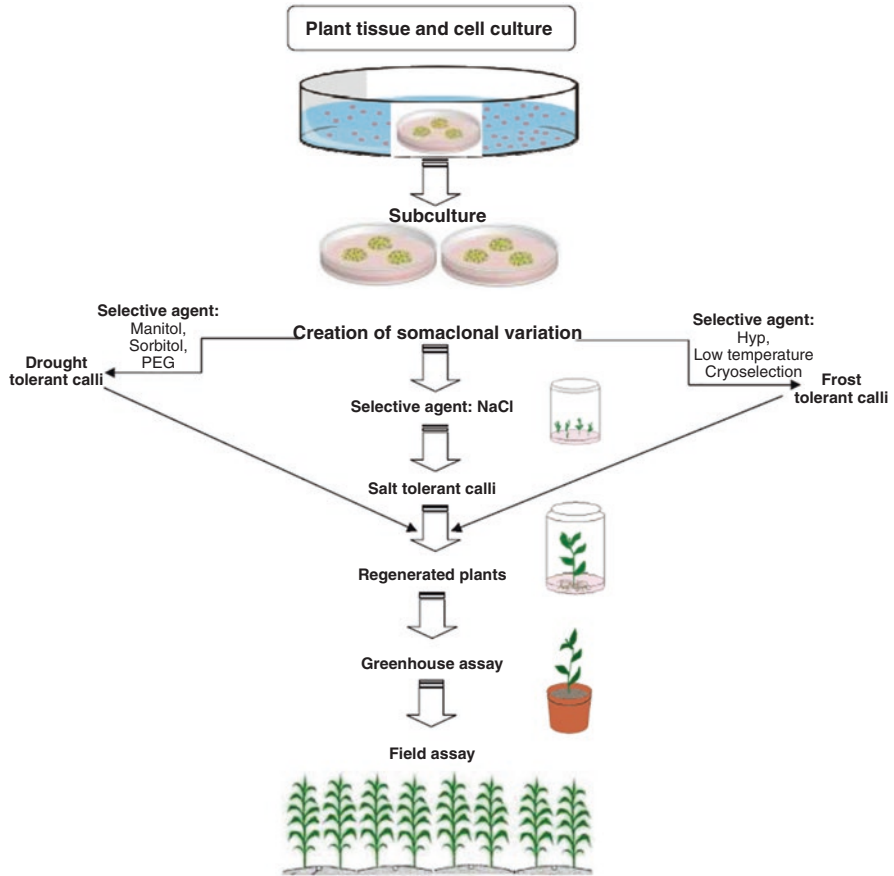 Plant tissue and cell culture
Subculture
Selective agent:
Manitol,
Sorbitol,
PEG
Drought
tolerant calli
Creation of somaclonal variation
Selective agent:
Hyp,
Low temperature
Cryoselection
Frost
tolerant calli
Selective agent: NaCl
Salt tolerant calli
Regenerated plants
Greenhouse assay
Field assay